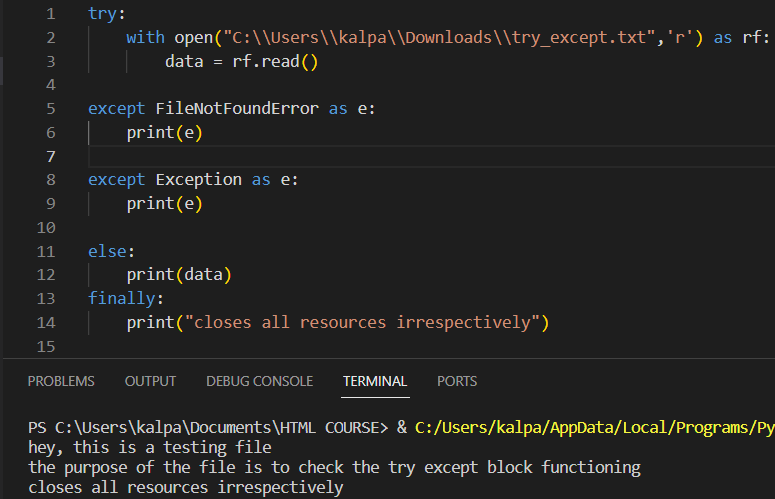 1 try:
2     with open("C:\\Users\\kalpa\\Downloads\\try_except.txt",'r') as rf:
3         data = rf.read()
4
5 except FileNotFoundError as e:
6     print(e)
7
8 except Exception as e:
9     print(e)
10
11 else:
12     print(data)
13 finally:
14     print("closes all resources irrespectively")
15
PROBLEMS OUTPUT DEBUG CONSOLE TERMINAL PORTS
PS C:\Users\kalpa\Documents\HTML COURSE> & C:/Users/kalpa/AppData/Local/Programs/Py
hey, this is a testing file
the purpose of the file is to check the try except block functioning
closes all resources irrespectively